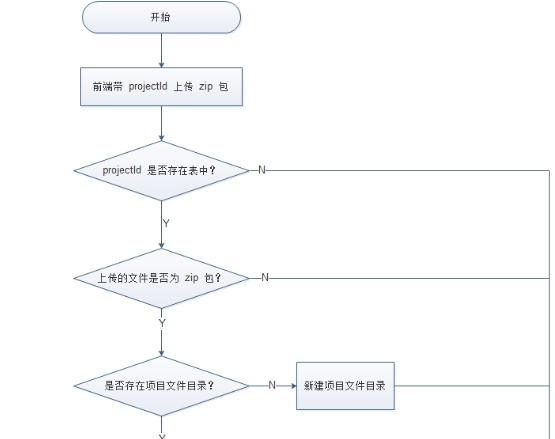 开始
前端带 projectId 上传 zip 包
projectId 是否存在表中?
N
Y
上传的文件是否为 zip 包?
N
Y
是否存在项目文件目录?
N
新建项目文件目录
Y